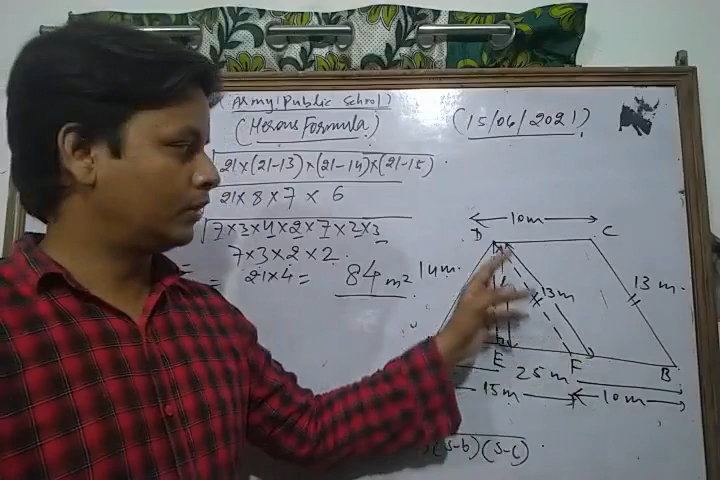 Army Public School
(Herons Formula)
(15/06/2021)
√21×(21-13)×(21-14)×(21-15)
√21×8×7×6
√7×3×4×2×7×2×3
7×3×2×2
= 21×4 = 84 m²
10m
D C
14m.
13m
13 m.
E F B
25 m
15 m 10m
(s-b)(s-c)